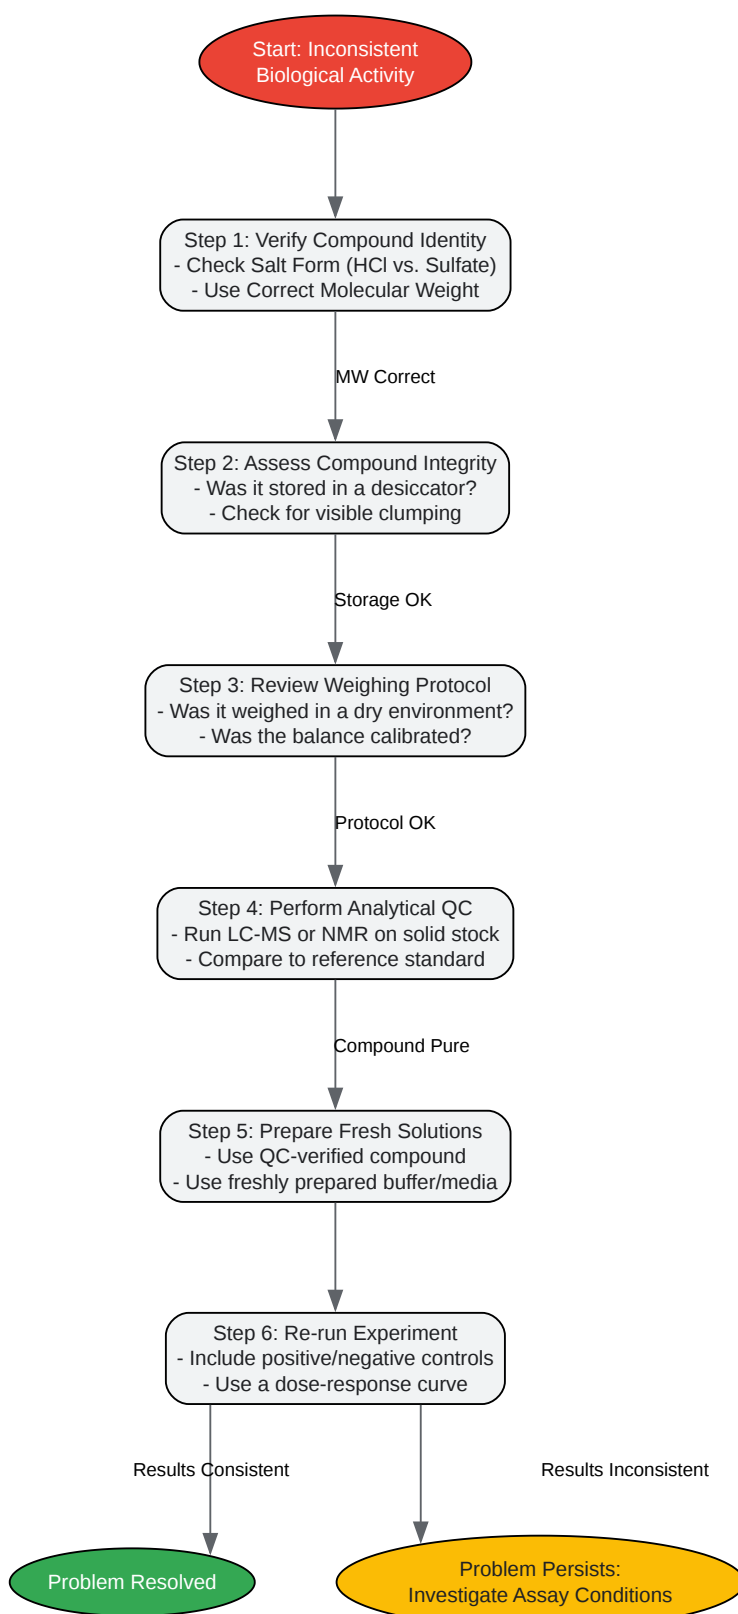 Start: Inconsistent
Biological Activity
Step 1: Verify Compound Identity
- Check Salt Form (HCl vs. Sulfate)
- Use Correct Molecular Weight
MW Correct
Step 2: Assess Compound Integrity
- Was it stored in a desiccator?
- Check for visible clumping
Storage OK
Step 3: Review Weighing Protocol
- Was it weighed in a dry environment?
- Was the balance calibrated?
Protocol OK
Step 4: Perform Analytical QC
- Run LC-MS or NMR on solid stock
- Compare to reference standard
Compound Pure
Step 5: Prepare Fresh Solutions
- Use QC-verified compound
- Use freshly prepared buffer/media
Step 6: Re-run Experiment
- Include positive/negative controls
- Use a dose-response curve
Results Consistent
Results Inconsistent
Problem Resolved
Problem Persists:
Investigate Assay Conditions